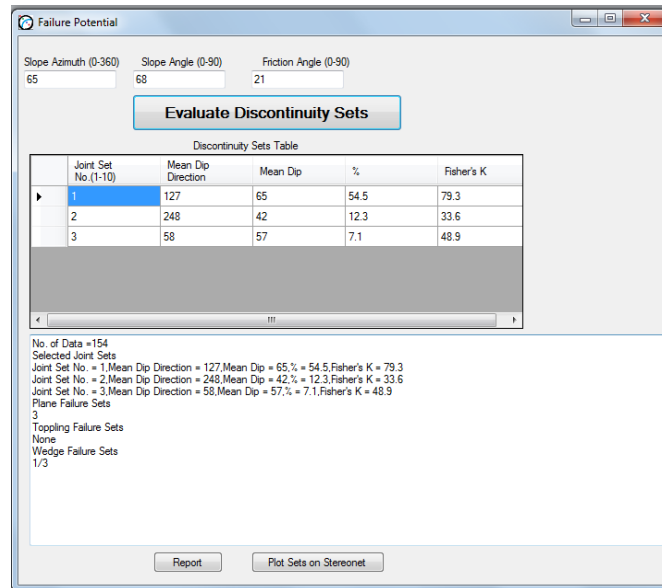 Failure Potential
Slope Azimuth (0-360) Slope Angle (0-90) Friction Angle (0-90)
65 68 21
Evaluate Discontinuity Sets
Discontinuity Sets Table
Joint Set No.(1-10) Mean Dip Direction Mean Dip % Fisher's K
1 127 65 54.5 79.3
2 248 42 12.3 33.6
3 58 57 7.1 48.9
No. of Data =154
Selected Joint Sets
Joint Set No. = 1,Mean Dip Direction = 127,Mean Dip = 65,% = 54.5,Fisher's K = 79.3
Joint Set No. = 2,Mean Dip Direction = 248,Mean Dip = 42,% = 12.3,Fisher's K = 33.6
Joint Set No. = 3,Mean Dip Direction = 58,Mean Dip = 57,% = 7.1,Fisher's K = 48.9
Plane Failure Sets
3
Toppling Failure Sets
None
Wedge Failure Sets
1/3
Report Plot Sets on Stereonet